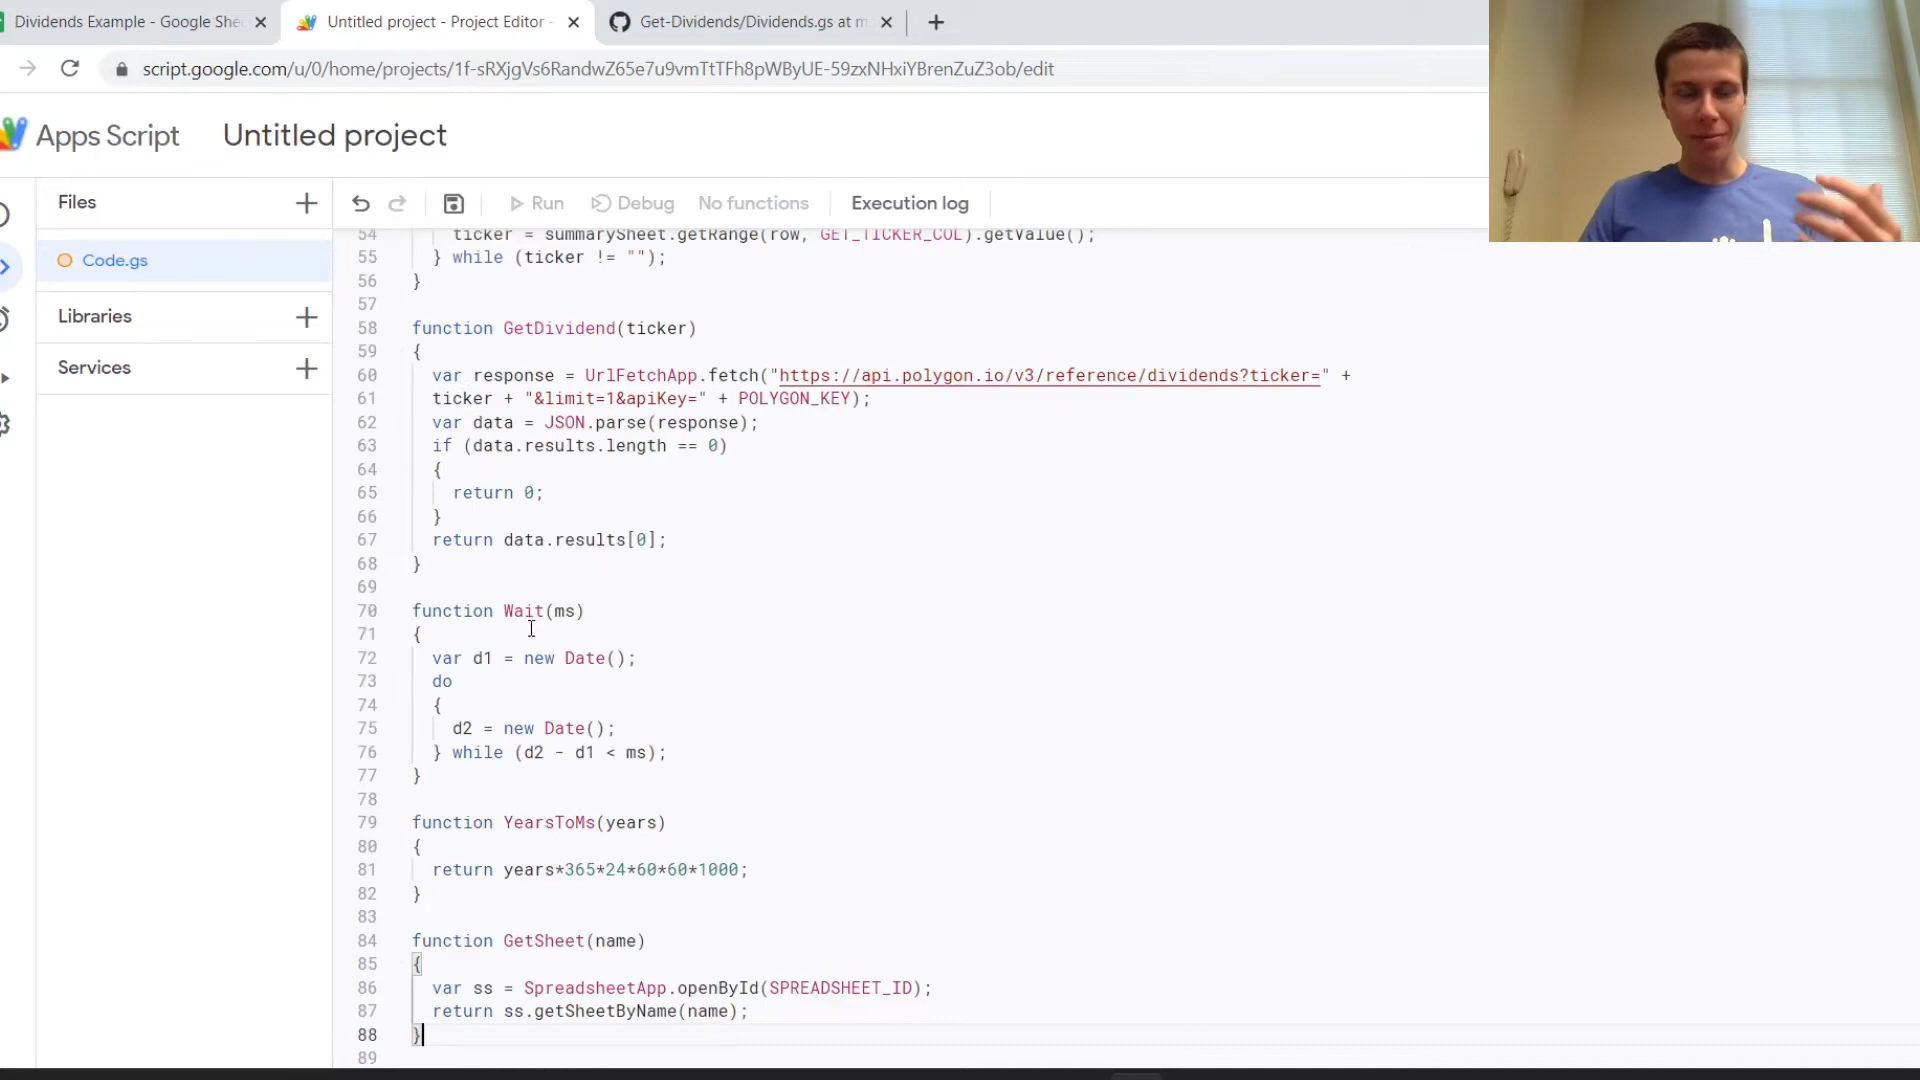 Dividends Example - Google She
Untitled project - Project Editor -
Get-Dividends/Dividends.gs at m
script.google.com/u/0/home/projects/1f-sRXjgVs6RandwZ65e7u9vmTtTFh8pWByUE-59zxNHxiYBrenZuZ3ob/edit
Apps Script Untitled project
Files
Run Debug No functions Execution log
Code.gs
Libraries
Services
54 ticker = summarySheet.getRange(row, GET_TICKER_COL).getValue();
55 } while (ticker != "");
56 }
57
58 function GetDividend(ticker)
59 {
60 var response = UrlFetchApp.fetch("https://api.polygon.io/v3/reference/dividends?ticker=" +
61 ticker + "&limit=1&apiKey=" + POLYGON_KEY);
62 var data = JSON.parse(response);
63 if (data.results.length == 0)
64 {
65 return 0;
66 }
67 return data.results[0];
68 }
69
70 function Wait(ms)
71 {
72 var d1 = new Date();
73 do
74 {
75 d2 = new Date();
76 } while (d2 - d1 < ms);
77 }
78
79 function YearsToMs(years)
80 {
81 return years*365*24*60*60*1000;
82 }
83
84 function GetSheet(name)
85 {
86 var ss = SpreadsheetApp.openById(SPREADSHEET_ID);
87 return ss.getSheetByName(name);
88 }
89